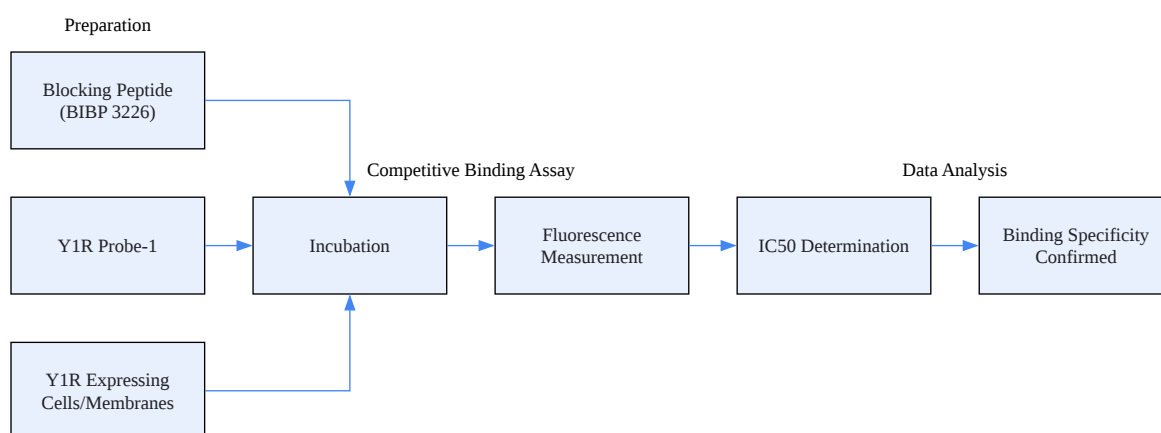 Preparation
Blocking Peptide
(BIBP 3226)
Competitive Binding Assay
Data Analysis
Y1R Probe-1
Incubation
Fluorescence
Measurement
IC50 Determination
Binding Specificity
Confirmed
Y1R Expressing
Cells/Membranes